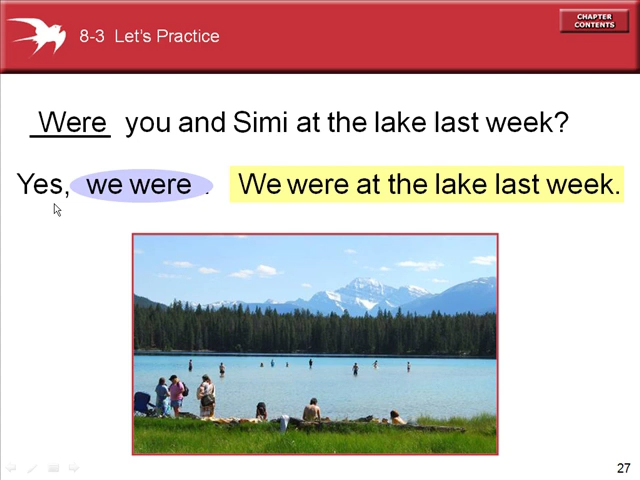 8-3 Let's Practice
CHAPTER
CONTENTS
Were you and Simi at the lake last week?
Yes, we were . We were at the lake last week.
27